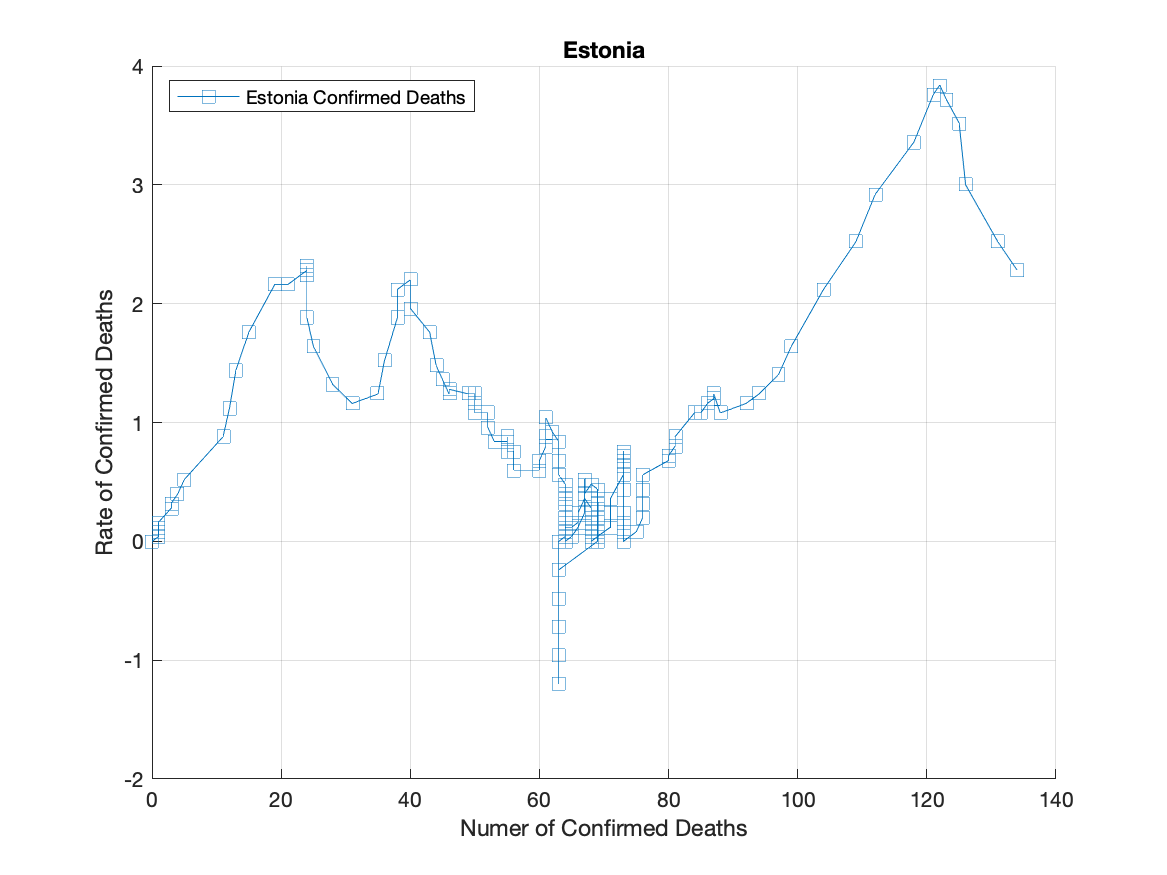 Estonia
Estonia Confirmed Deaths
4
3
2
1
0
-1
-2
Rate of Confirmed Deaths
0 20 40 60 80 100 120 140
Numer of Confirmed Deaths